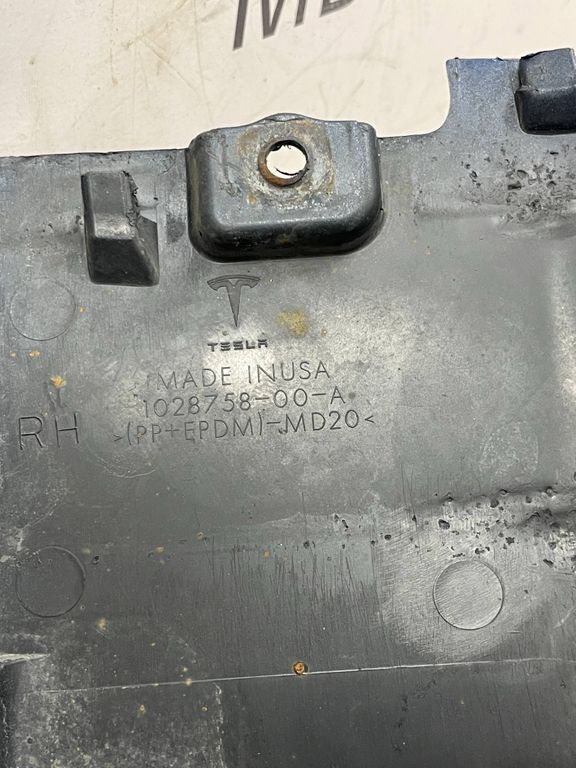 TESLA
MADE IN USA
1028758-00-A
RH >(PP+EPDM)-MD20<